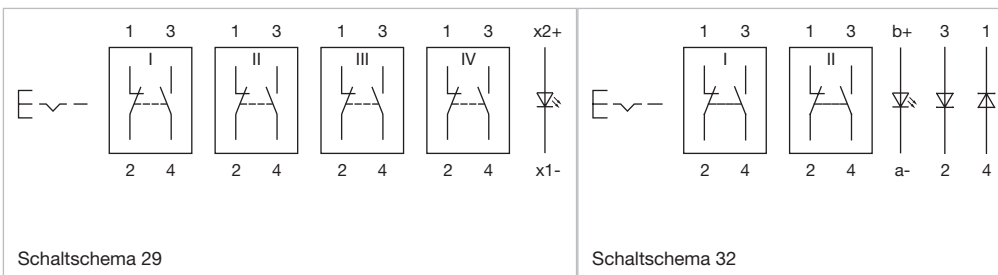 1 3 1 3 1 3 1 3 x2+ 1 3 1 3 b+ 3 1
I II III IV I II
2 4 2 4 2 4 2 4 x1- 2 4 2 4 a- 2 4
Schaltschema 29 Schaltschema 32